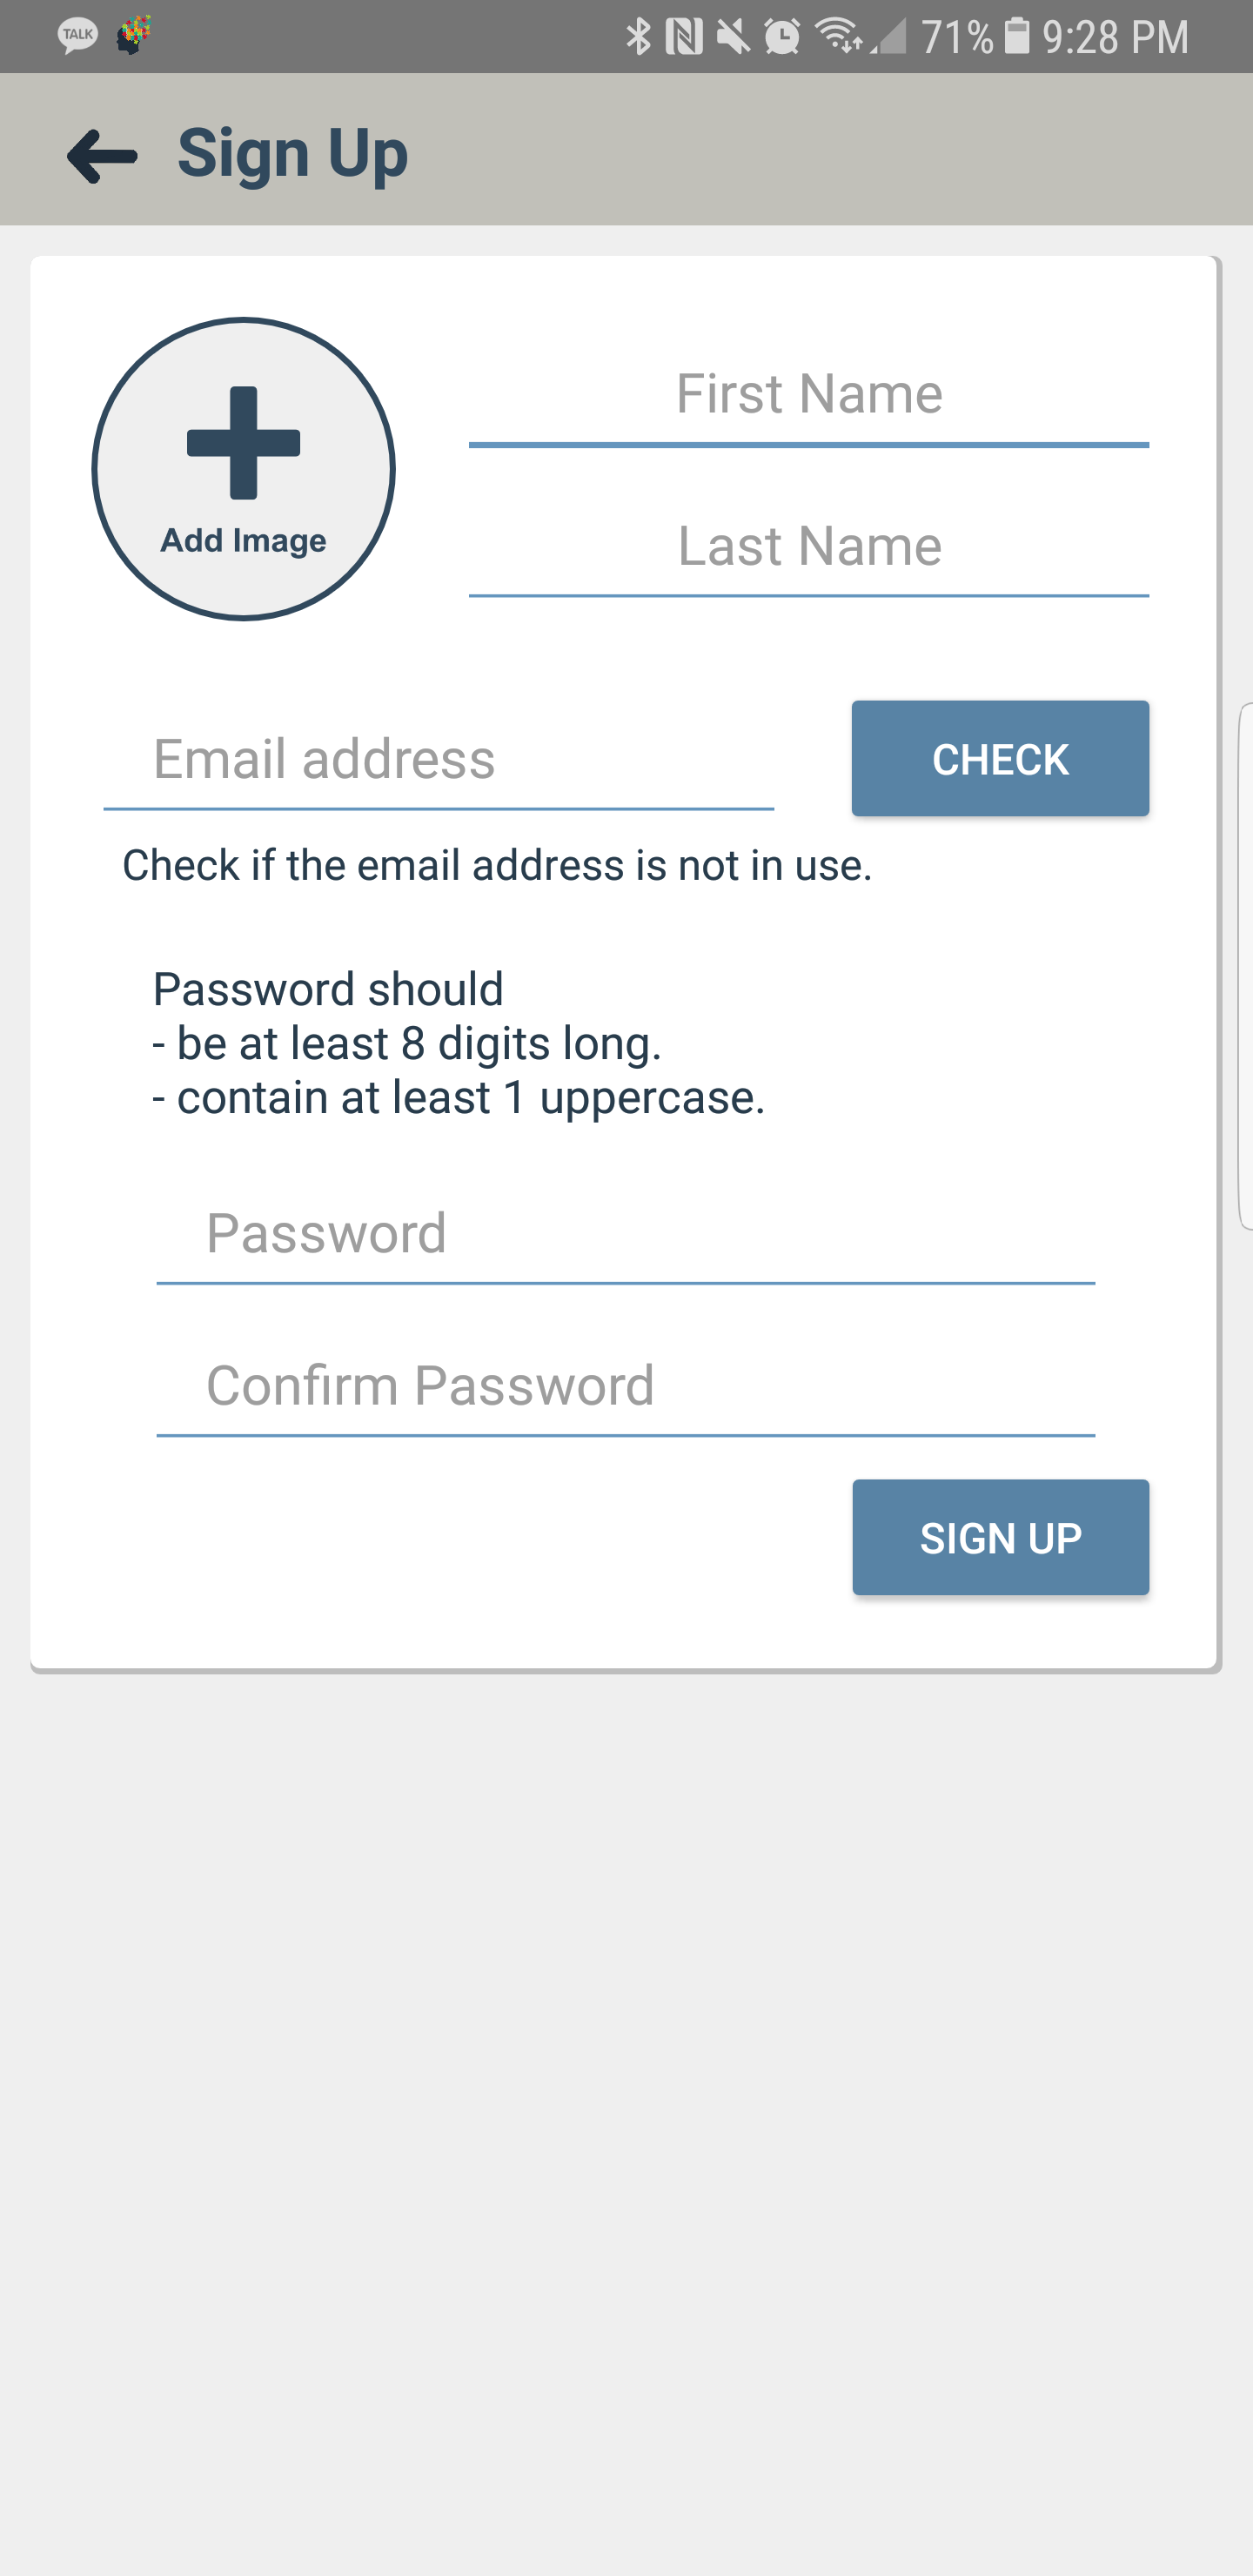 TALK
71% 9:28 PM
Sign Up
Add Image
First Name
Last Name
Email address
CHECK
Check if the email address is not in use.
Password should
- be at least 8 digits long.
- contain at least 1 uppercase.
Password
Confirm Password
SIGN UP